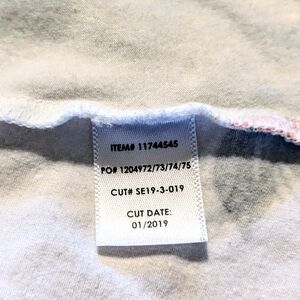 ITEM# 11744545
PO# 1204972/73/74/75
CUT# SE19-3-019
CUT DATE:
01/2019